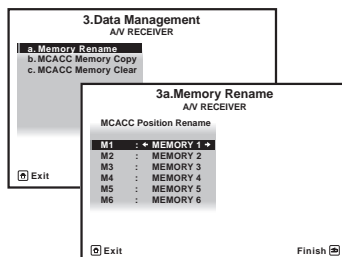 3.Data Management
A/V RECEIVER
a. Memory Rename
b. MCACC Memory Copy
c. MCACC Memory Clear
Exit
3a.Memory Rename
A/V RECEIVER
MCACC Position Rename
M1 : MEMORY 1
M2 : MEMORY 2
M3 : MEMORY 3
M4 : MEMORY 4
M5 : MEMORY 5
M6 : MEMORY 6
Exit Finish